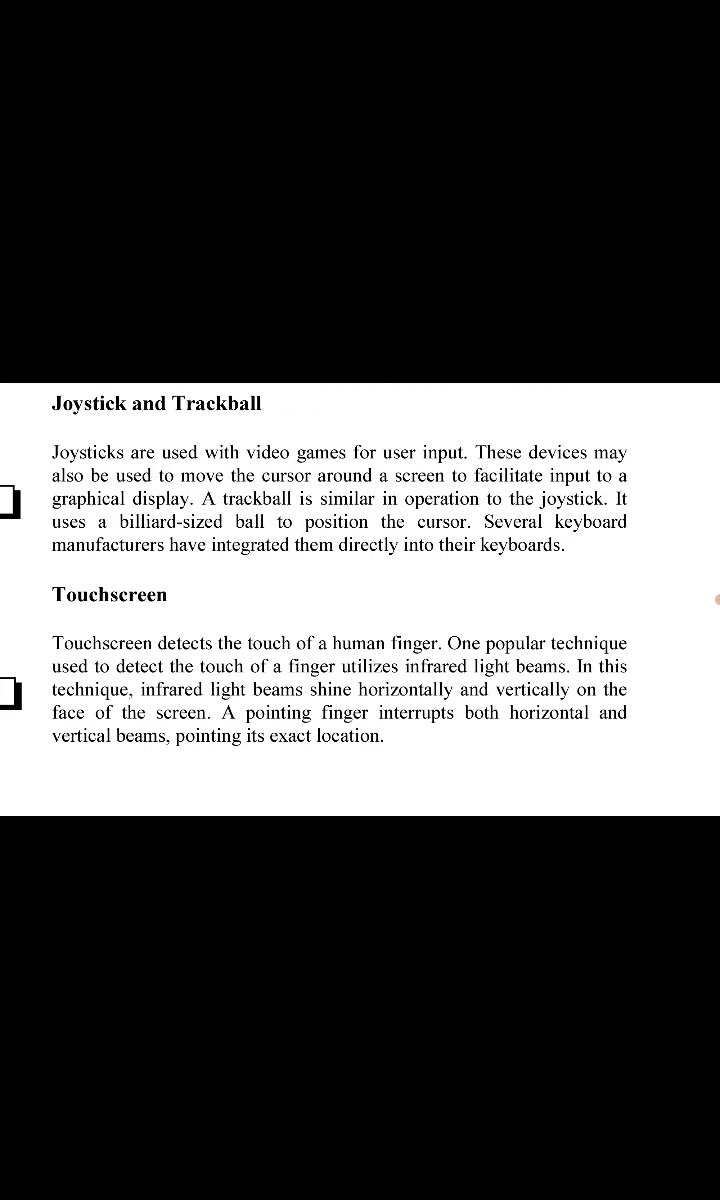 Joystick and Trackball
Joysticks are used with video games for user input. These devices may
also be used to move the cursor around a screen to facilitate input to a
graphical display. A trackball is similar in operation to the joystick. It
uses a billiard-sized ball to position the cursor. Several keyboard
manufacturers have integrated them directly into their keyboards.
Touchscreen
Touchscreen detects the touch of a human finger. One popular technique
used to detect the touch of a finger utilizes infrared light beams. In this
technique, infrared light beams shine horizontally and vertically on the
face of the screen. A pointing finger interrupts both horizontal and
vertical beams, pointing its exact location.